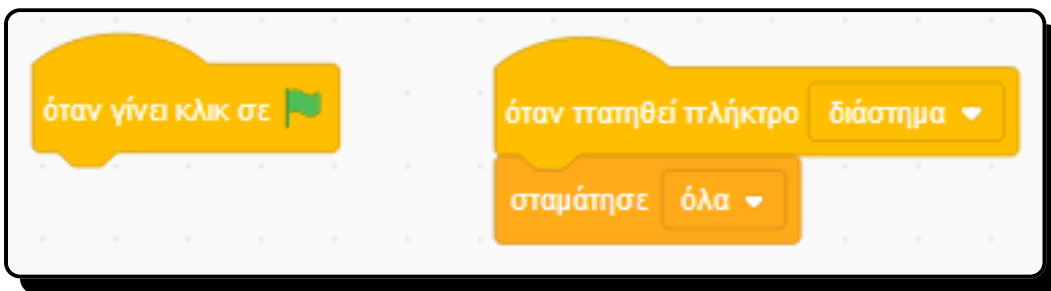 όταν γίνει κλικ σε
όταν πατηθεί πλήκτρο διάστημα
σταμάτησε όλα